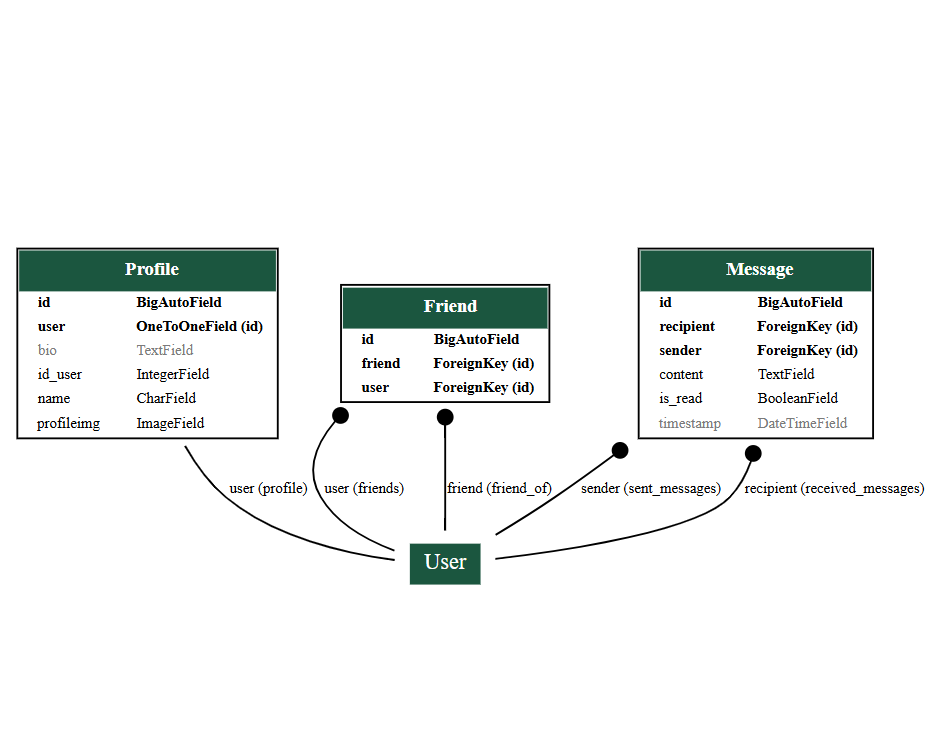 Profile
id BigAutoField
user OneToOneField (id)
bio TextField
id_user IntegerField
name CharField
profileimg ImageField
Friend
id BigAutoField
friend ForeignKey (id)
user ForeignKey (id)
Message
id BigAutoField
recipient ForeignKey (id)
sender ForeignKey (id)
content TextField
is_read BooleanField
timestamp DateTimeField
user (profile)
user (friends)
friend (friend_of)
sender (sent_messages)
recipient (received_messages)
User